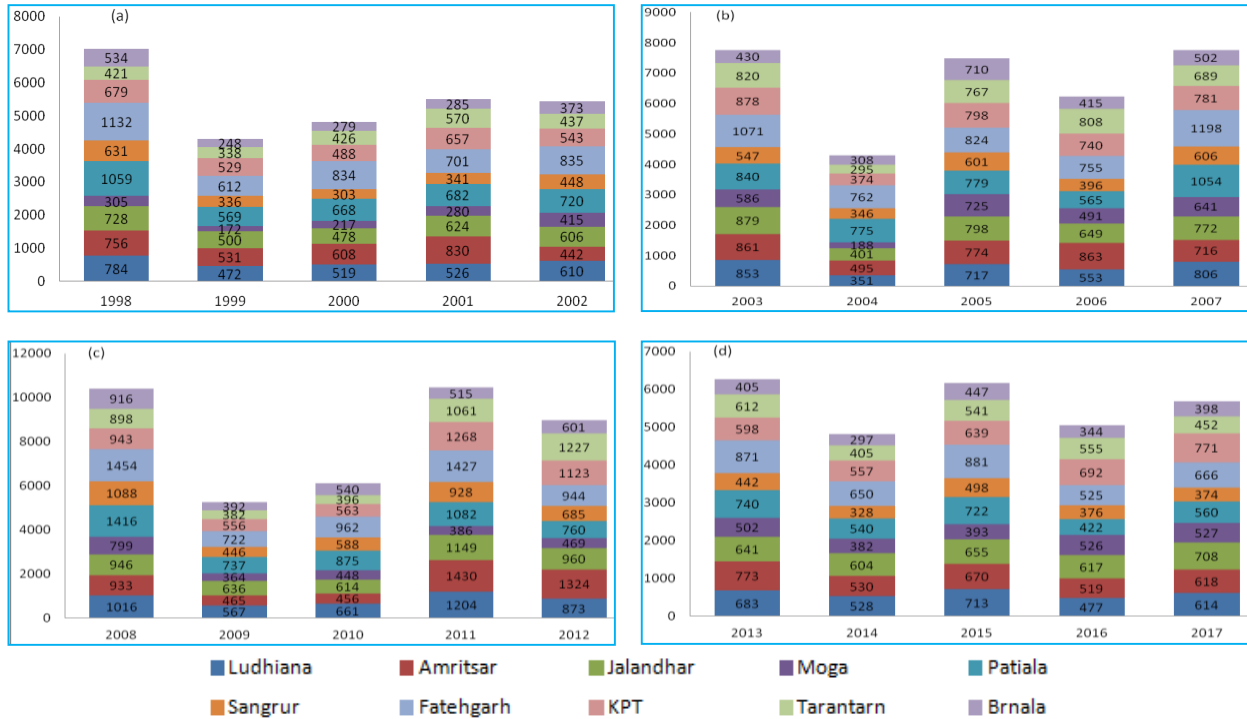 (a)
8000
7000
6000
5000
4000
3000
2000
1000
0
534 421 679 1132 631 1059 305 728 756 784
248 338 529 612 336 569 172 500 531 472
279 426 488 834 303 668 217 478 608 519
285 570 657 701 341 682 280 624 830 526
373 437 543 835 448 720 415 606 442 610
1998 1999 2000 2001 2002
(b)
9000
8000
7000
6000
5000
4000
3000
2000
1000
0
430 820 878 1071 547 840 586 879 861 853
308 295 374 762 346 775 188 401 495 351
710 767 798 824 601 779 725 798 774 717
415 808 740 755 396 565 491 649 863 553
502 689 781 1198 606 1054 641 772 716 806
2003 2004 2005 2006 2007
(c)
12000
10000
8000
6000
4000
2000
0
916 898 943 1454 1088 1416 799 946 933 1016
392 382 556 722 446 737 364 636 465 567
540 396 563 962 588 875 448 614 456 661
515 1061 1268 1427 928 1082 386 1149 1430 1204
601 1227 1123 944 685 760 469 960 1324 873
2008 2009 2010 2011 2012
(d)
7000
6000
5000
4000
3000
2000
1000
0
405 612 598 871 442 740 502 641 773 683
297 405 557 650 328 540 382 604 530 528
447 541 639 881 498 722 393 655 670 713
344 555 692 525 376 422 526 617 519 477
398 452 771 666 374 560 527 708 618 614
2013 2014 2015 2016 2017
Ludhiana Amritsar Jalandhar Moga Patiala
Sangrur Fatehgarh KPT Tarantarn Brnala